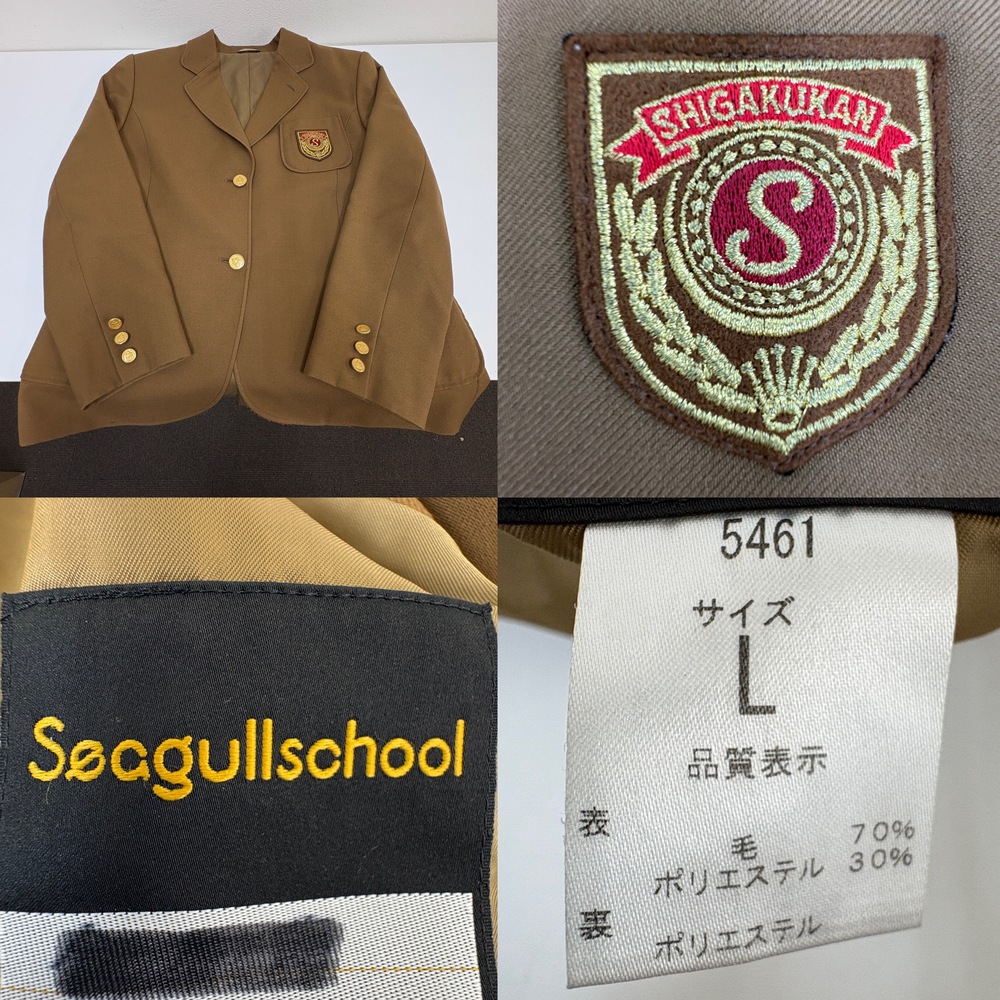 SHIGAKUKAN
S
Seagullschool
5461
サイズ
L
品質表示
表
毛 70%
ポリエステル 30%
裏
ポリエステル